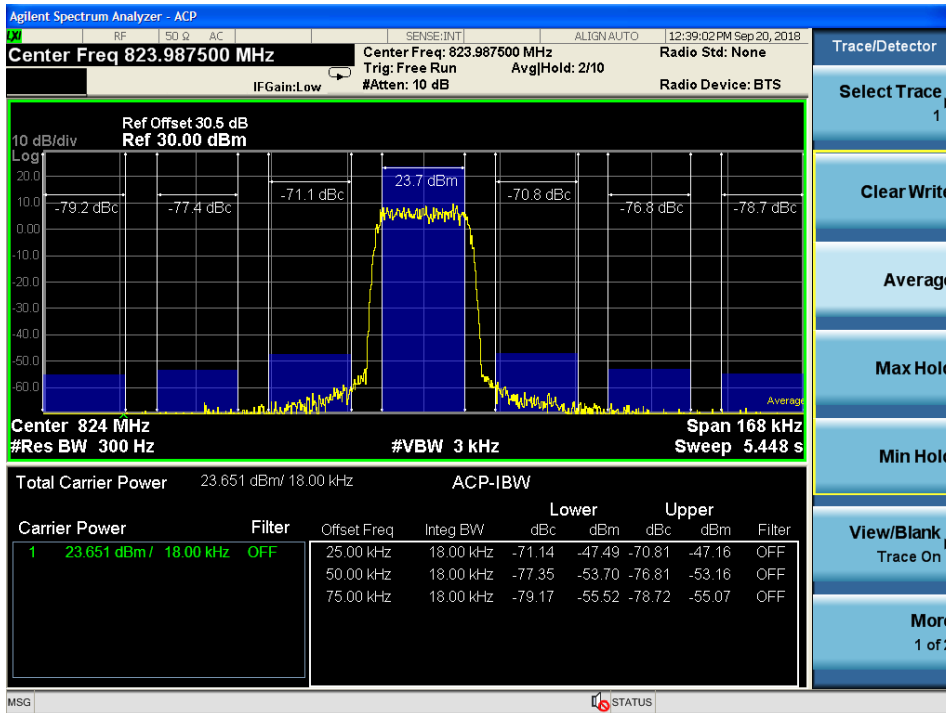 Agilent Spectrum Analyzer - ACP
LXI RF 50 Ω AC SENSE:INT ALIGNAUTO 12:39:02 PM Sep 20, 2018
Center Freq 823.987500 MHz
Center Freq: 823.987500 MHz Radio Std: None
Trig: Free Run Avg|Hold: 2/10
IFGain:Low #Atten: 10 dB Radio Device: BTS
Ref Offset 30.5 dB
10 dB/div Ref 30.00 dBm
Log
20.0
10.0
0.00
-10.0
-20.0
-30.0
-40.0
-50.0
-60.0
-79.2 dBc -77.4 dBc -71.1 dBc 23.7 dBm -70.8 dBc -76.8 dBc -78.7 dBc
Average
Center 824 MHz Span 168 kHz
#Res BW 300 Hz #VBW 3 kHz Sweep 5.448 s
Total Carrier Power 23.651 dBm/ 18.00 kHz ACP-IBW
Lower Upper
Carrier Power Filter Offset Freq Integ BW dBc dBm dBc dBm Filter
1 23.651 dBm / 18.00 kHz OFF 25.00 kHz 18.00 kHz -71.14 -47.49 -70.81 -47.16 OFF
50.00 kHz 18.00 kHz -77.35 -53.70 -76.81 -53.16 OFF
75.00 kHz 18.00 kHz -79.17 -55.52 -78.72 -55.07 OFF
MSG STATUS
Trace/Detector
Select Trace
1
Clear Write
Average
Max Hold
Min Hold
View/Blank
Trace On
More
1 of 2